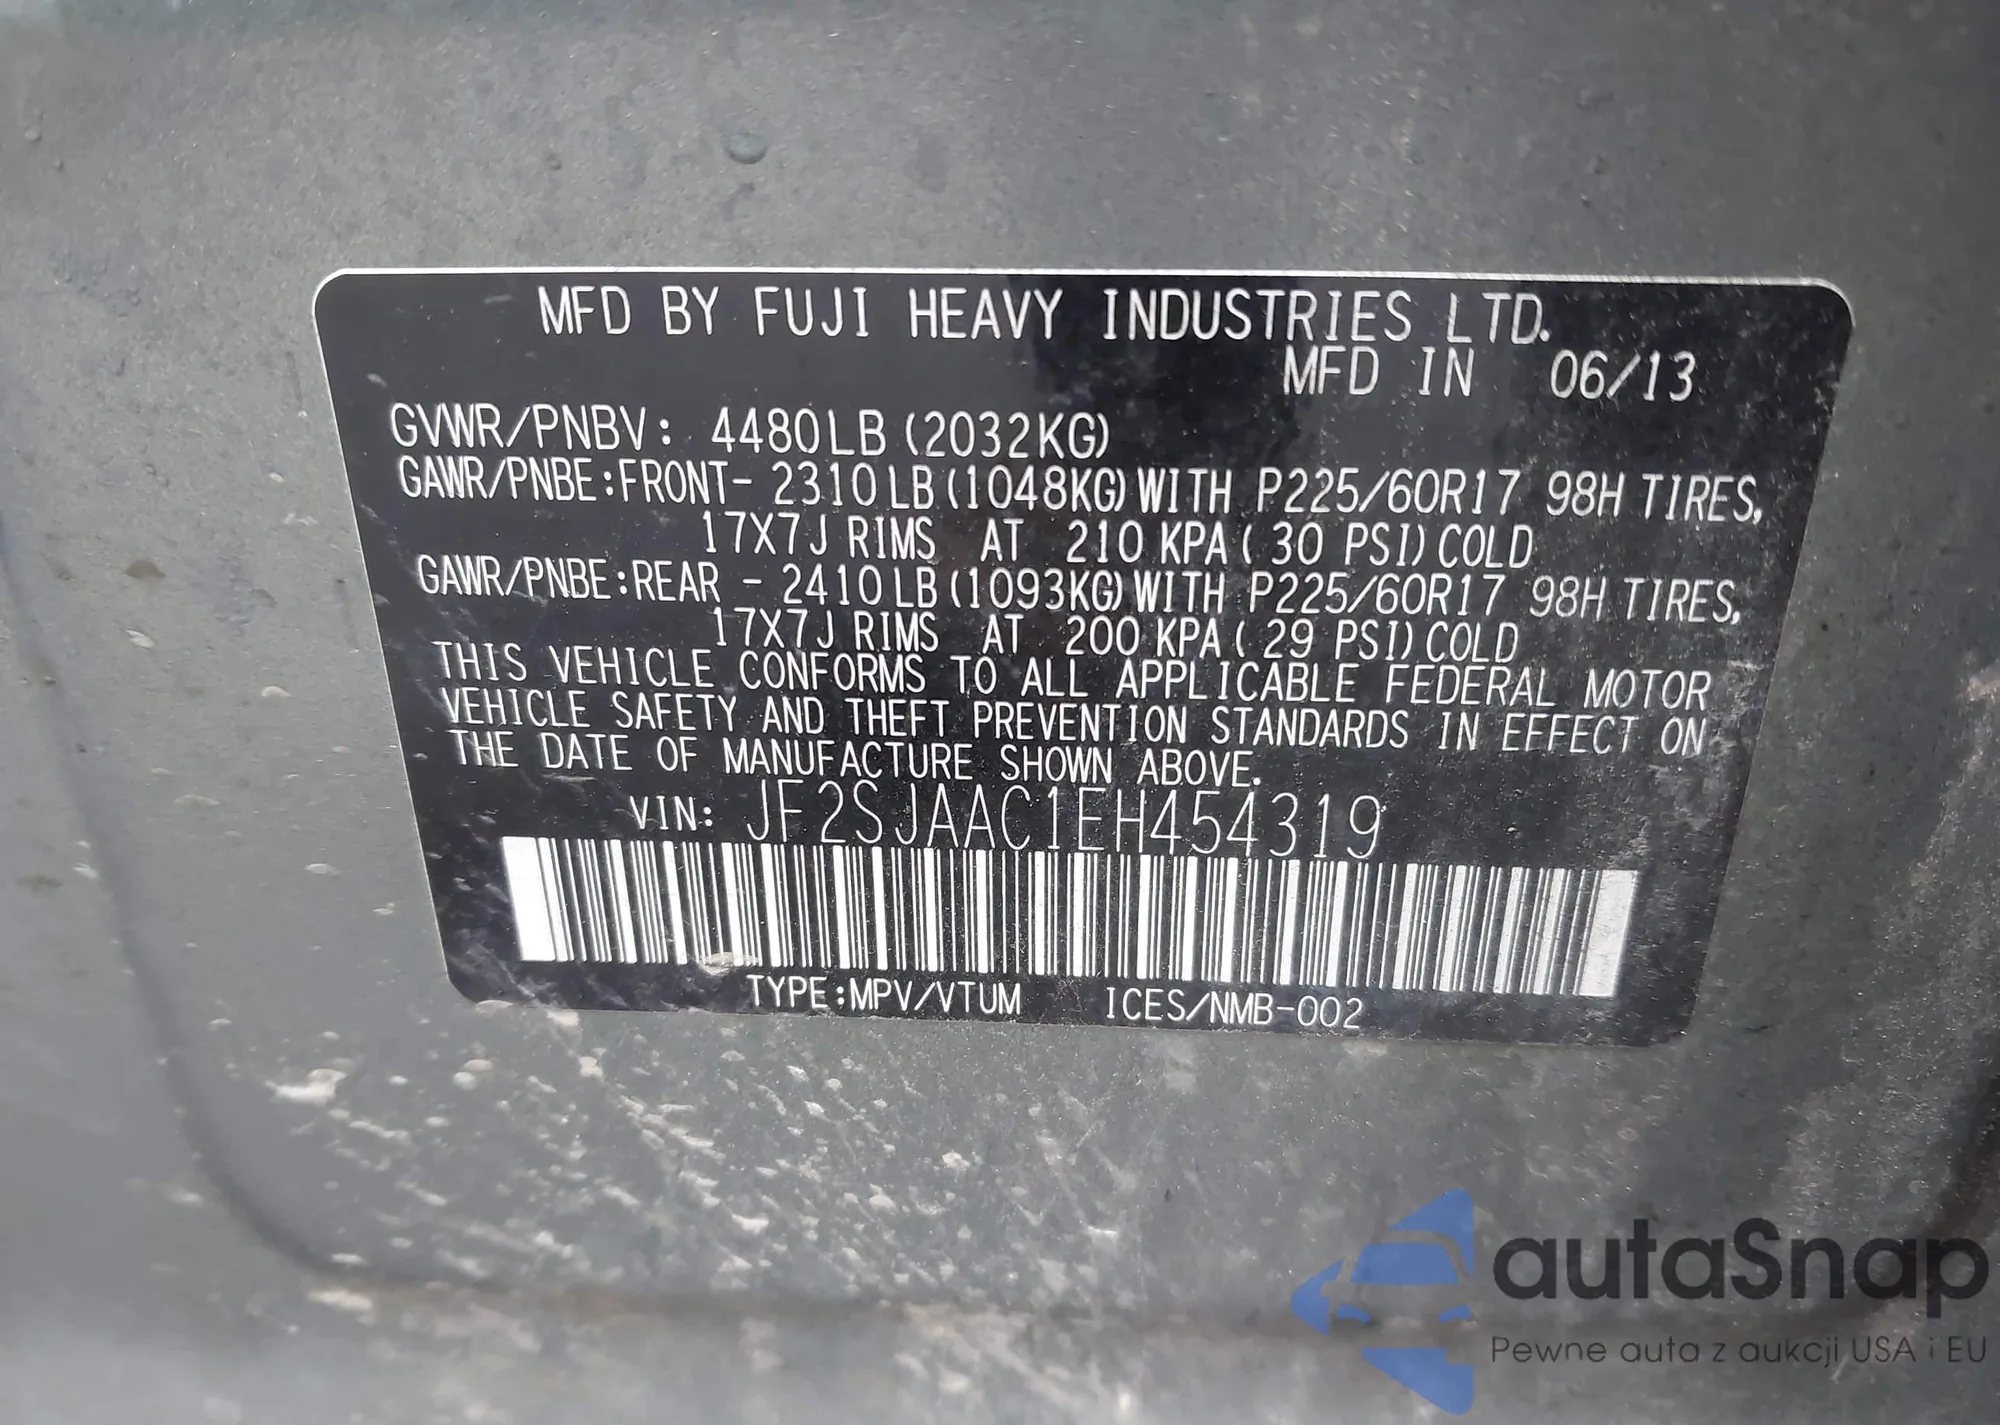 MFD BY FUJI HEAVY INDUSTRIES LTD.
MFD IN 06/13
GVWR/PNBV: 4480LB (2032KG)
GAWR/PNBE:FRONT- 2310LB(1048KG)WITH P225/60R17 98H TIRES,
17X7J RIMS AT 210 KPA( 30 PSI)COLD
GAWR/PNBE:REAR - 2410LB(1093KG)WITH P225/60R17 98H TIRES,
17X7J RIMS AT 200 KPA( 29 PSI)COLD
THIS VEHICLE CONFORMS TO ALL APPLICABLE FEDERAL MOTOR
VEHICLE SAFETY AND THEFT PREVENTION STANDARDS IN EFFECT ON
THE DATE OF MANUFACTURE SHOWN ABOVE.
VIN: JF2SJAAC1EH454319
TYPE:MPV/VTUM ICES/NMB-002
autaSnap
Pewne auta z aukcji USA i EU